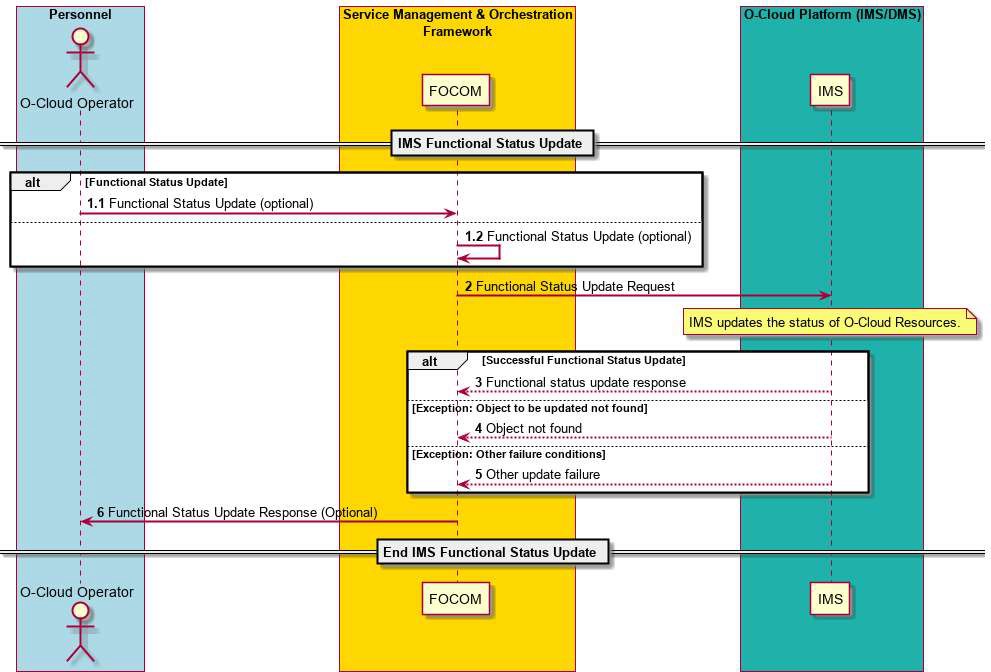 Personnel
Service Management & Orchestration
Framework
O-Cloud Platform (IMS/DMS)
O-Cloud Operator
FOCOM
IMS
IMS Functional Status Update
alt
[Functional Status Update]
1.1 Functional Status Update (optional)
1.2 Functional Status Update (optional)
2 Functional Status Update Request
IMS updates the status of O-Cloud Resources.
alt
[Successful Functional Status Update]
3 Functional status update response
[Exception: Object to be updated not found]
4 Object not found
[Exception: Other failure conditions]
5 Other update failure
6 Functional Status Update Response (Optional)
End IMS Functional Status Update
O-Cloud Operator
FOCOM
IMS